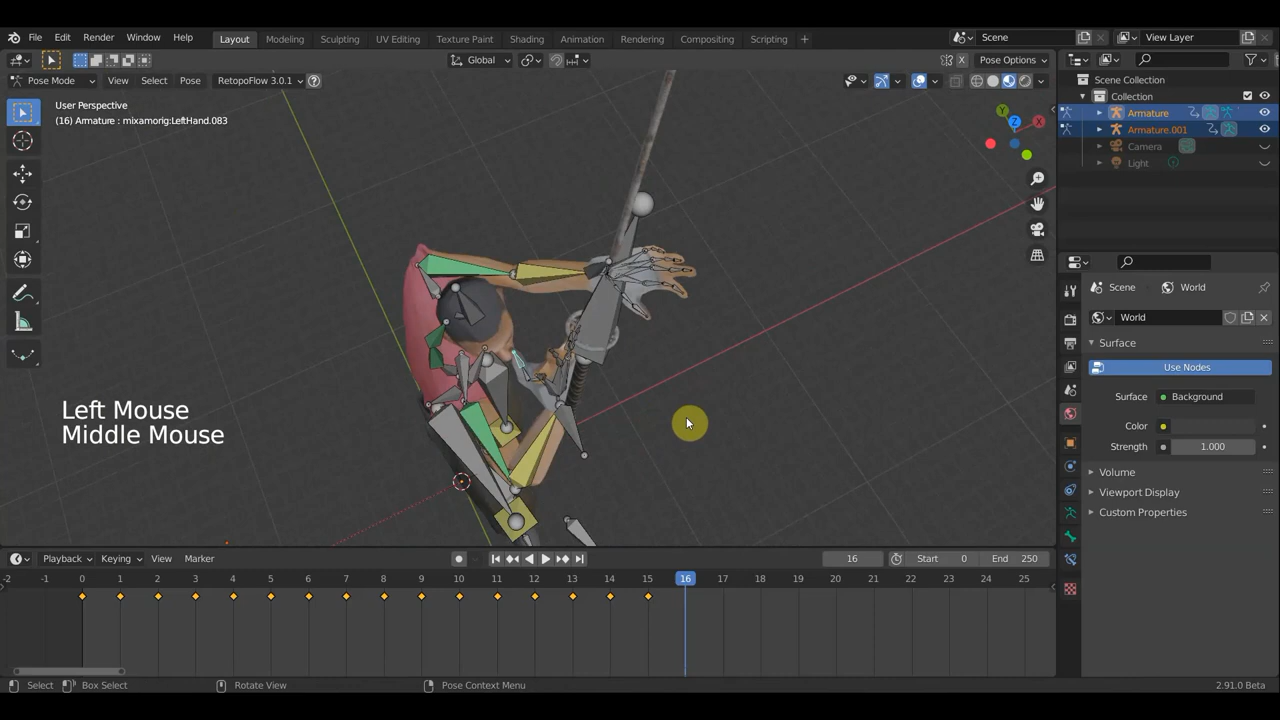 File Edit Render Window Help Layout Modeling Sculpting UV Editing Texture Paint Shading Animation Rendering Compositing Scripting + Scene View Layer
Global Pose Options
Pose Mode View Select Pose RetopoFlow 3.0.1
Scene Collection
Collection
Armature
Armature.001
Camera
Light
User Perspective
(16) Armature : mixamorig:LeftHand.083
X
Y
Z
Left Mouse
Middle Mouse
Scene World
World
Surface
Use Nodes
Surface Background
Color
Strength 1.000
Volume
Viewport Display
Custom Properties
Playback Keying View Marker 16 Start 0 End 250
-2 -1 0 1 2 3 4 5 6 7 8 9 10 11 12 13 14 15 16 17 18 19 20 21 22 23 24 25
Select Box Select Rotate View Pose Context Menu 2.91.0 Beta